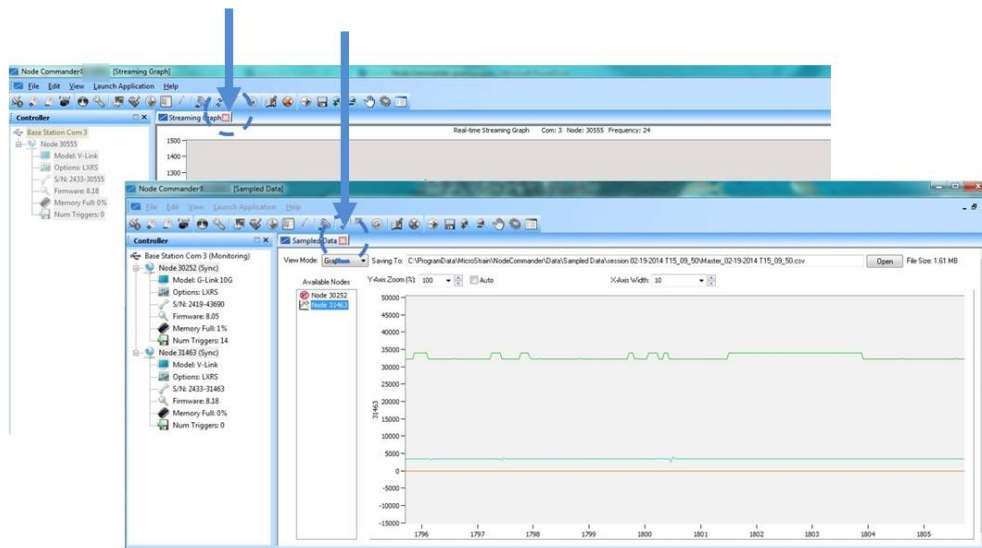 Node Commander® [Streaming Graph]
File Edit View Launch Application Help
Controller
Streaming Graph
Base Station Com 3
Node 30555
Model: V-Link
Options: LXRS
S/N: 2433-30555
Firmware: 8.18
Memory Full: 0%
Num Triggers: 0
Real-time Streaming Graph Com: 3 Node: 30555 Frequency: 24
1500
1400
1300
Node Commander® [Sampled Data]
File Edit View Launch Application Help
Controller
Sampled Data
Base Station Com 3 (Monitoring)
Node 30252 (Sync)
Model: G-Link 10G
Options: LXRS
S/N: 2419-43690
Firmware: 8.05
Memory Full: 1%
Num Triggers: 14
Node 31463 (Sync)
Model: V-Link
Options: LXRS
S/N: 2433-31463
Firmware: 8.18
Memory Full: 0%
Num Triggers: 0
View Mode: Graph Saving To: C:\ProgramData\MicroStrain\NodeCommander\Data\Sampled Data\session 02-19-2014 T15_09_50\Master_02-19-2014 T15_09_50.csv Open File Size: 1.61 MB
Available Nodes
Node 30252
Node 31463
Y-Axis Zoom (%): 100 Auto X-Axis Width: 10
50000
45000
40000
35000
30000
25000
20000
15000
10000
5000
0
-5000
-10000
-15000
31463
1796 1797 1798 1799 1800 1801 1802 1803 1804 1805